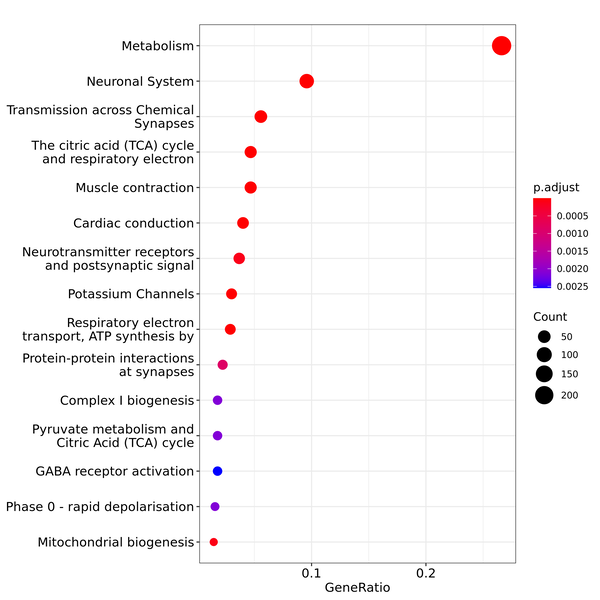 Metabolism
Neuronal System
Transmission across Chemical
Synapses
The citric acid (TCA) cycle
and respiratory electron
Muscle contraction
Cardiac conduction
Neurotransmitter receptors
and postsynaptic signal
Potassium Channels
Respiratory electron
transport, ATP synthesis by
Protein-protein interactions
at synapses
Complex I biogenesis
Pyruvate metabolism and
Citric Acid (TCA) cycle
GABA receptor activation
Phase 0 - rapid depolarisation
Mitochondrial biogenesis
0.1
0.2
GeneRatio
p.adjust
0.0005
0.0010
0.0015
0.0020
0.0025
Count
50
100
150
200